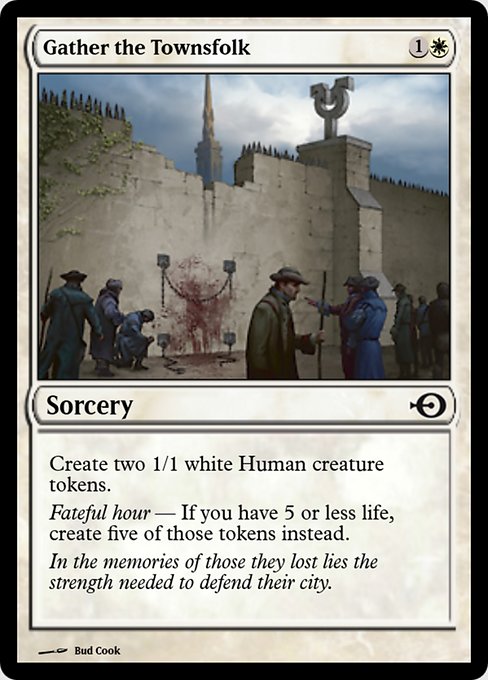 Gather the Townsfolk 1
Sorcery
Create two 1/1 white Human creature
tokens.
Fateful hour — If you have 5 or less life,
create five of those tokens instead.
In the memories of those they lost lies the
strength needed to defend their city.
Bud Cook